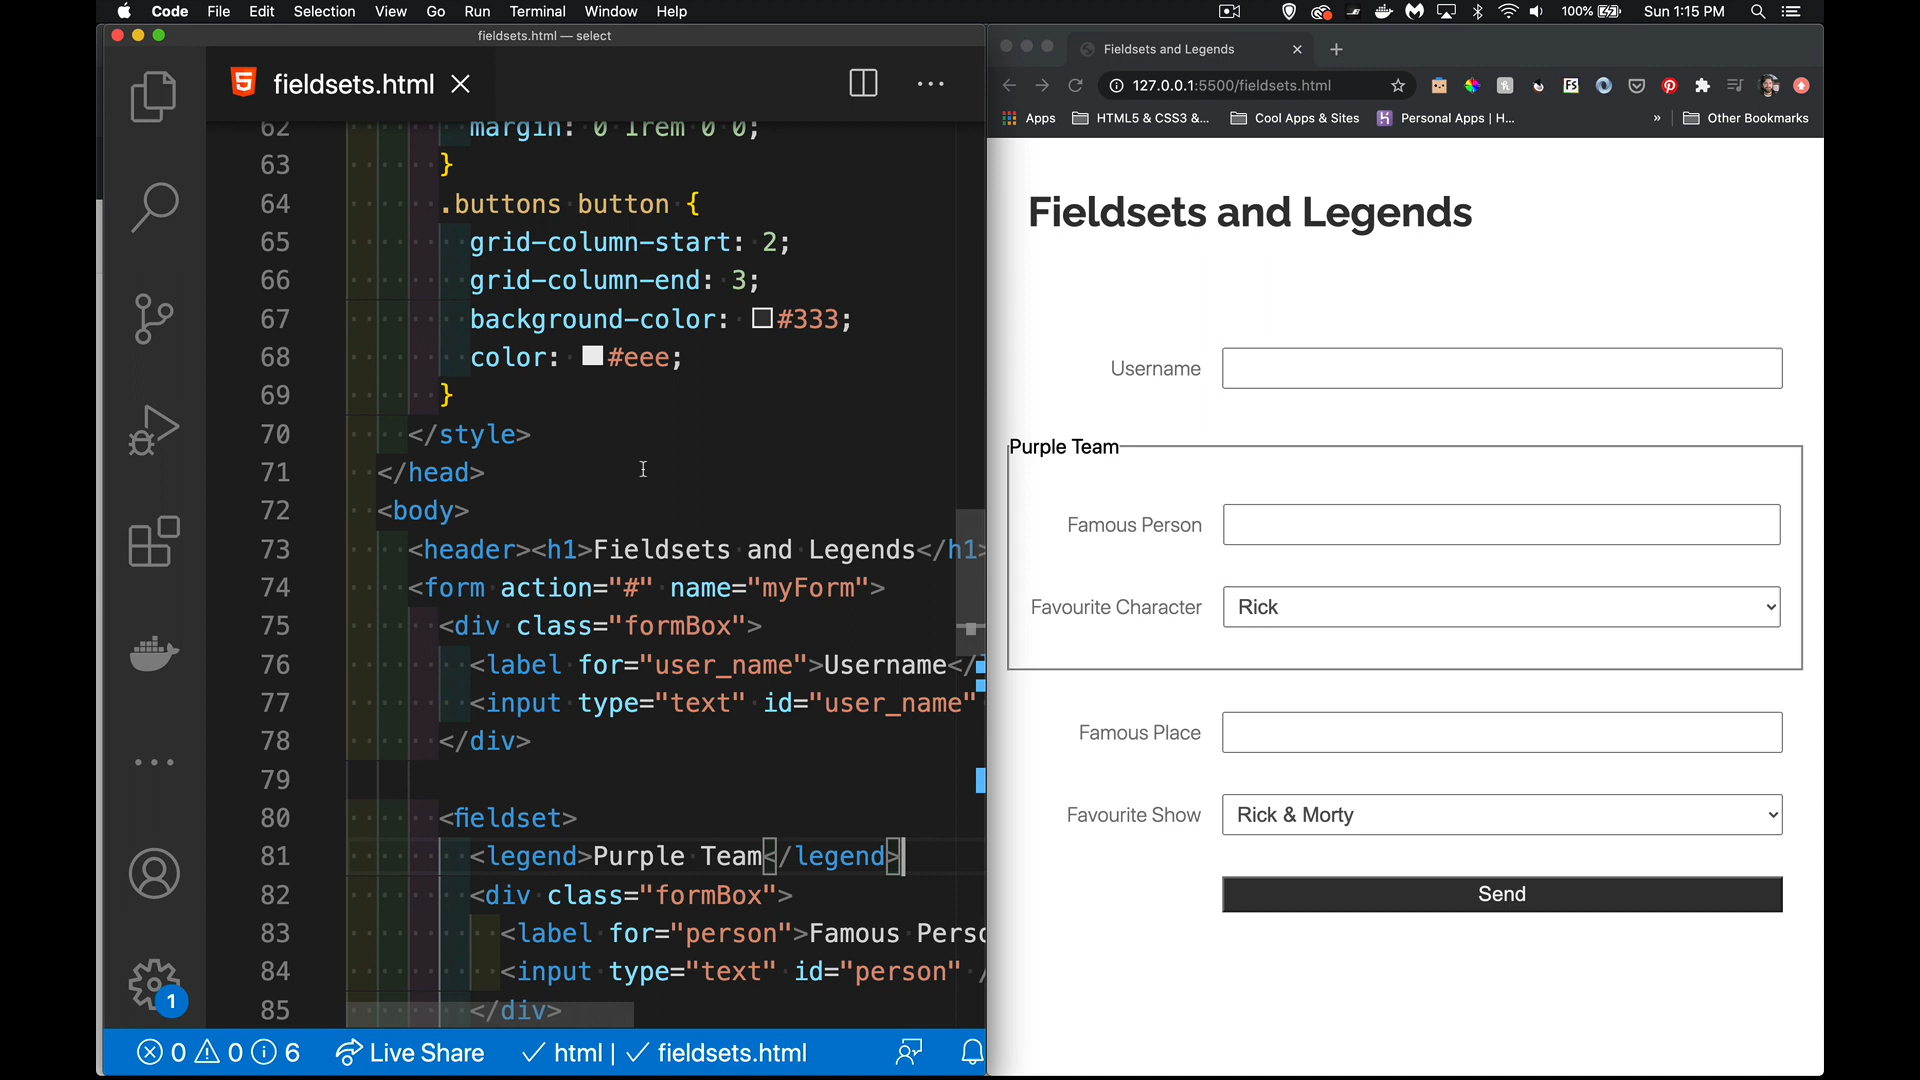 Code File Edit Selection View Go Run Terminal Window Help
100% Sun 1:15 PM
fieldsets.html — select
fieldsets.html
62 margin: 0 1rem 0 0;
63 }
64 .buttons button {
65 grid-column-start: 2;
66 grid-column-end: 3;
67 background-color: #333;
68 color: #eee;
69 }
70 </style>
71 </head>
72 <body>
73 <header><h1>Fieldsets and Legends</h1>
74 <form action="#" name="myForm">
75 <div class="formBox">
76 <label for="user_name">Username</
77 <input type="text" id="user_name"
78 </div>
79
80 <fieldset>
81 <legend>Purple Team</legend>
82 <div class="formBox">
83 <label for="person">Famous Perso
84 <input type="text" id="person" /
85 </div>
1
0 0 6 Live Share html | fieldsets.html
Fieldsets and Legends
127.0.0.1:5500/fieldsets.html
Apps HTML5 & CSS3 &... Cool Apps & Sites Personal Apps | H... » Other Bookmarks
Fieldsets and Legends
Username
Purple Team
Famous Person
Favourite Character Rick
Famous Place
Favourite Show Rick & Morty
Send